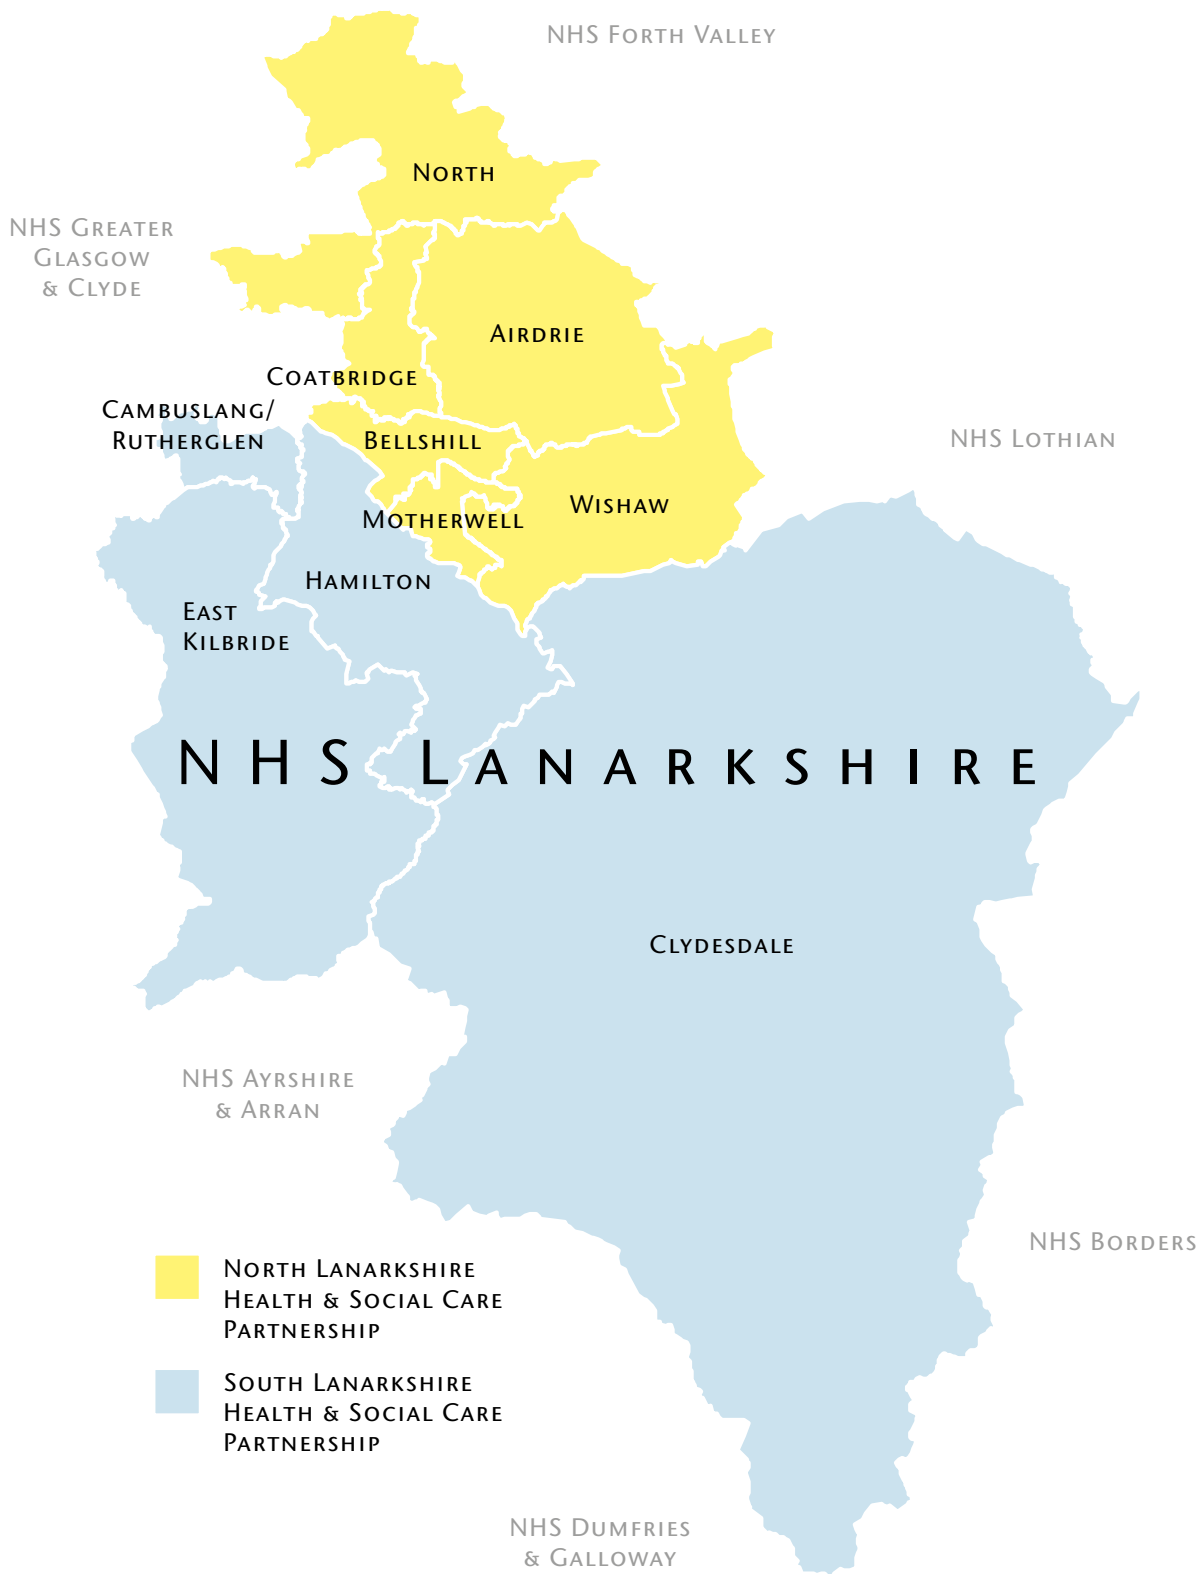 NHS Forth Valley
North
NHS Greater
Glasgow
& Clyde
Airdrie
Coatbridge
Cambuslang/
Rutherglen
Bellshill
NHS Lothian
Wishaw
Motherwell
Hamilton
East
Kilbride
NHS Lanarkshire
Clydesdale
NHS Ayrshire
& Arran
NHS Borders
North Lanarkshire
Health & Social Care
Partnership
South Lanarkshire
Health & Social Care
Partnership
NHS Dumfries
& Galloway